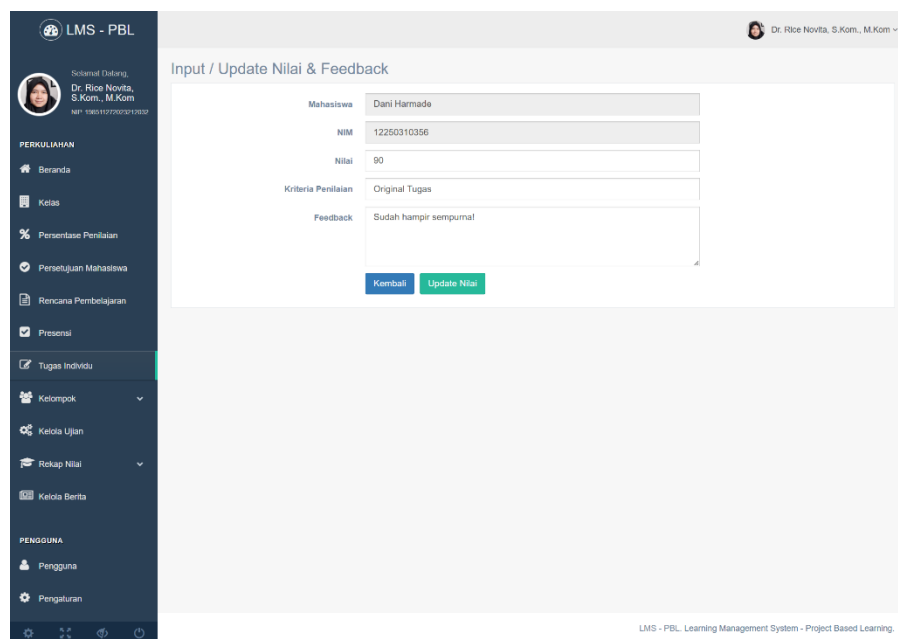 LMS - PBL
Dr. Rice Novita, S.Kom., M.Kom
Selamat Datang,
Dr. Rice Novita,
S.Kom., M.Kom
NIP 198511272023212032
PERKULIAHAN
Beranda
Kelas
Persentase Penilaian
Persetujuan Mahasiswa
Rencana Pembelajaran
Presensi
Tugas Individu
Kelompok
Kelola Ujian
Rekap Nilai
Kelola Berita
PENGGUNA
Pengguna
Pengaturan
Input / Update Nilai & Feedback
Mahasiswa Dani Harmade
NIM 12250310356
Nilai 90
Kriteria Penilaian Original Tugas
Feedback Sudah hampir sempurna!
Kembali Update Nilai
LMS - PBL. Learning Management System - Project Based Learning.